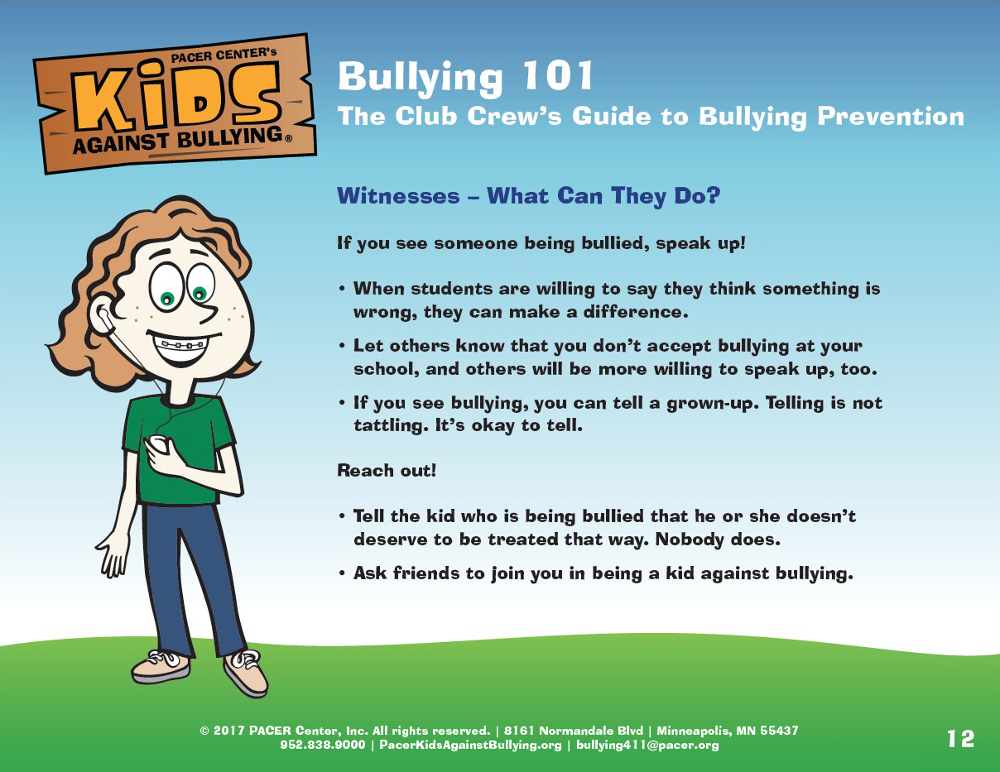 PACER CENTER's
KiDS
AGAINST BULLYING®
Bullying 101
The Club Crew's Guide to Bullying Prevention
Witnesses – What Can They Do?
If you see someone being bullied, speak up!
• When students are willing to say they think something is
wrong, they can make a difference.
• Let others know that you don't accept bullying at your
school, and others will be more willing to speak up, too.
• If you see bullying, you can tell a grown-up. Telling is not
tattling. It's okay to tell.
Reach out!
• Tell the kid who is being bullied that he or she doesn't
deserve to be treated that way. Nobody does.
• Ask friends to join you in being a kid against bullying.
© 2017 PACER Center, Inc. All rights reserved. | 8161 Normandale Blvd | Minneapolis, MN 55437
952.838.9000 | PacerKidsAgainstBullying.org | bullying411@pacer.org
12